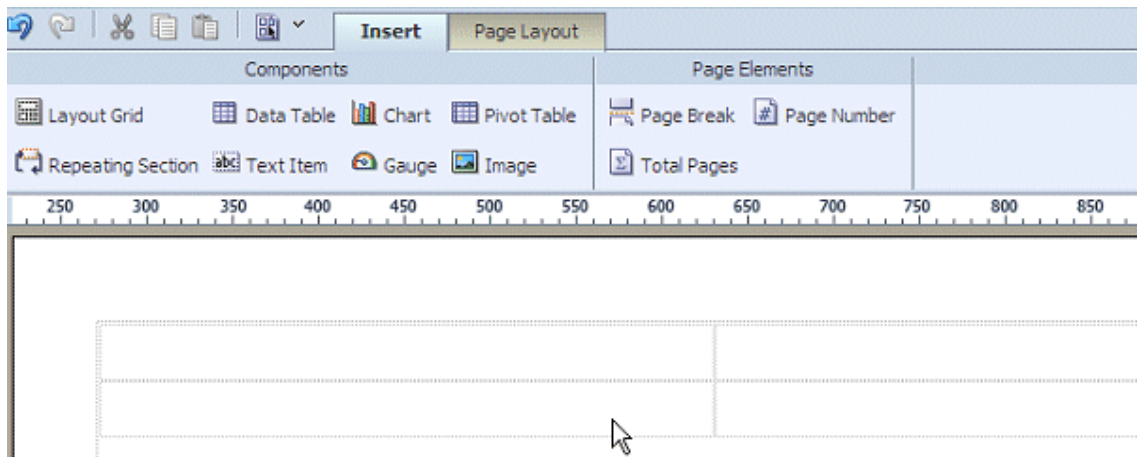 Insert Page Layout
Components Page Elements
Layout Grid Data Table Chart Pivot Table Page Break # Page Number
Repeating Section abc Text Item Gauge Image Σ Total Pages
250 300 350 400 450 500 550 600 650 700 750 800 850